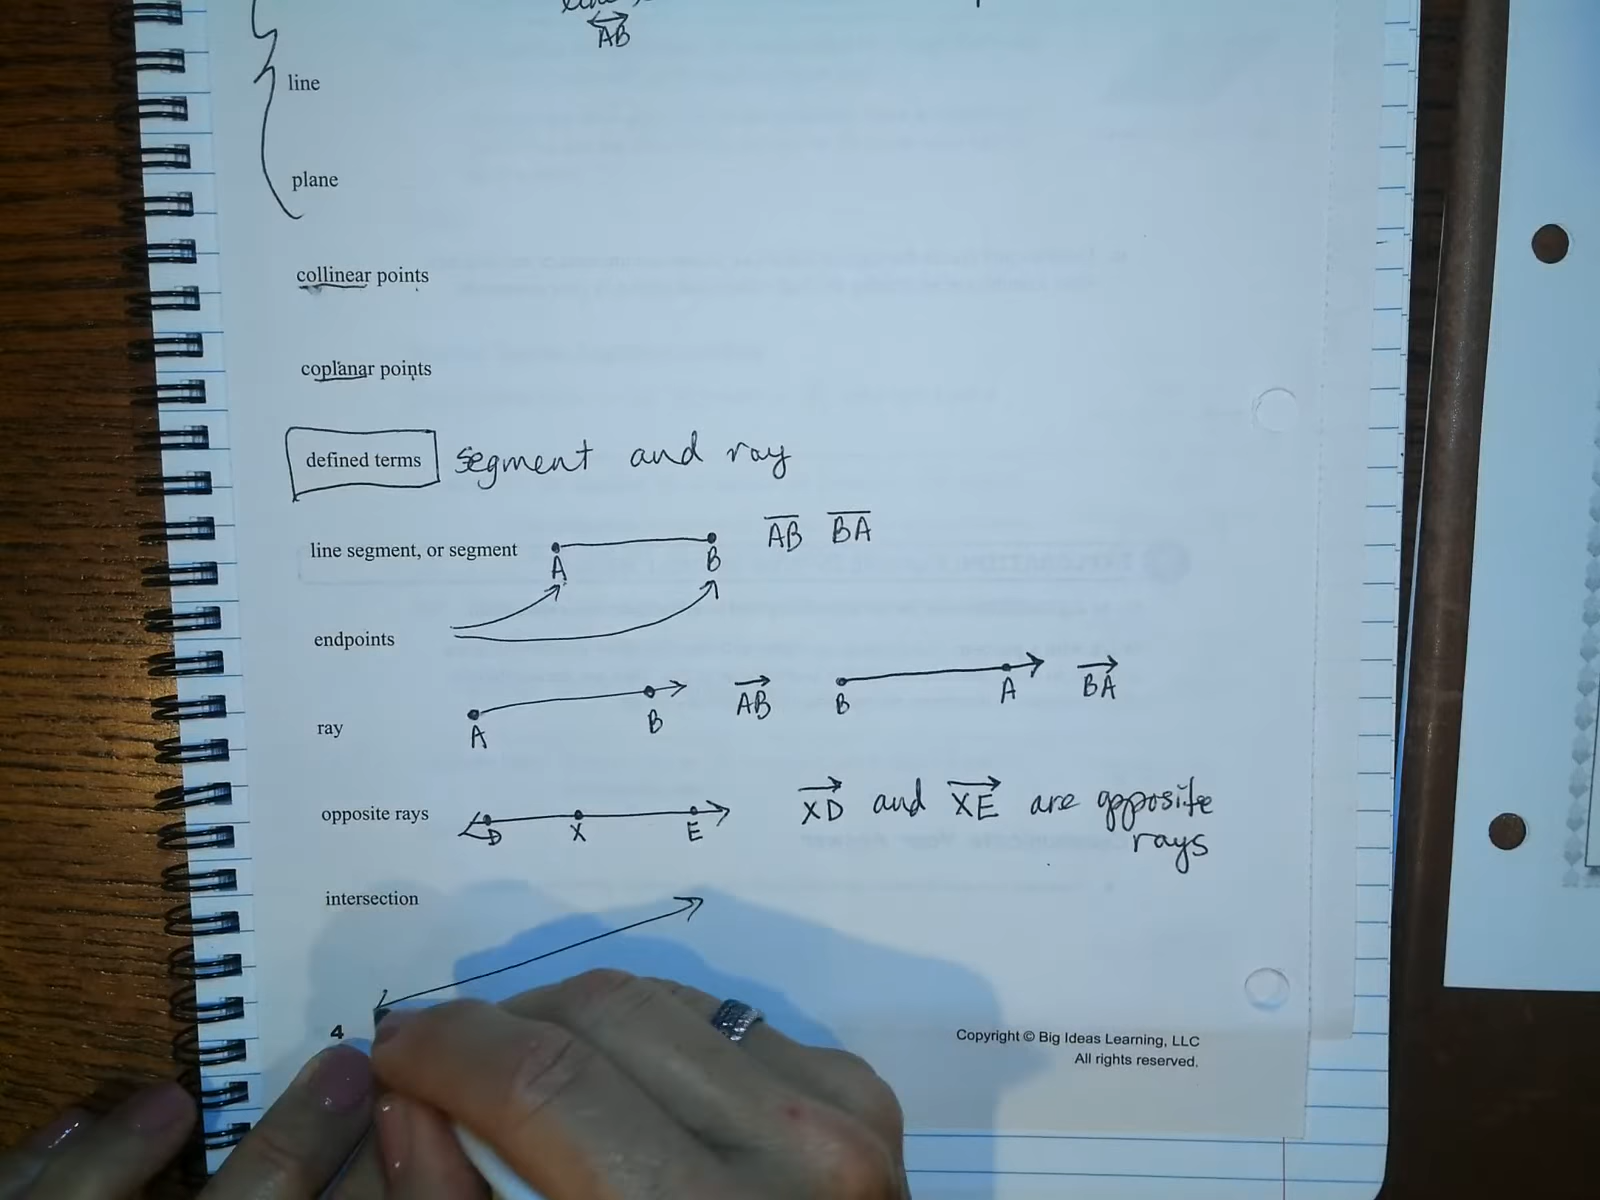 AB
line
plane
collinear points
coplanar points
defined terms segment and ray
line segment, or segment A B AB BA
endpoints
ray A B AB B A BA
opposite rays D X E XD and XE are opposite
rays
intersection
4
Copyright © Big Ideas Learning, LLC
All rights reserved.